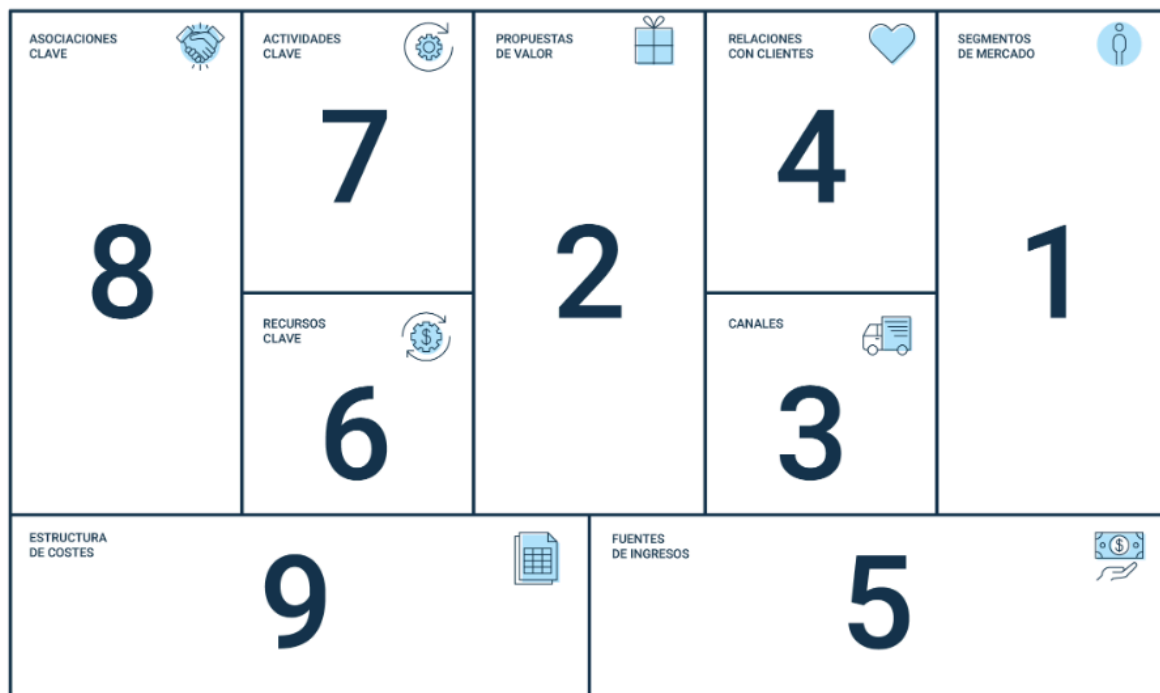 ASOCIACIONES
CLAVE
8
ACTIVIDADES
CLAVE
7
RECURSOS
CLAVE
$
6
PROPUESTAS
DE VALOR
2
RELACIONES
CON CLIENTES
4
CANALES
3
SEGMENTOS
DE MERCADO
1
ESTRUCTURA
DE COSTES
9
FUENTES
DE INGRESOS
$
5